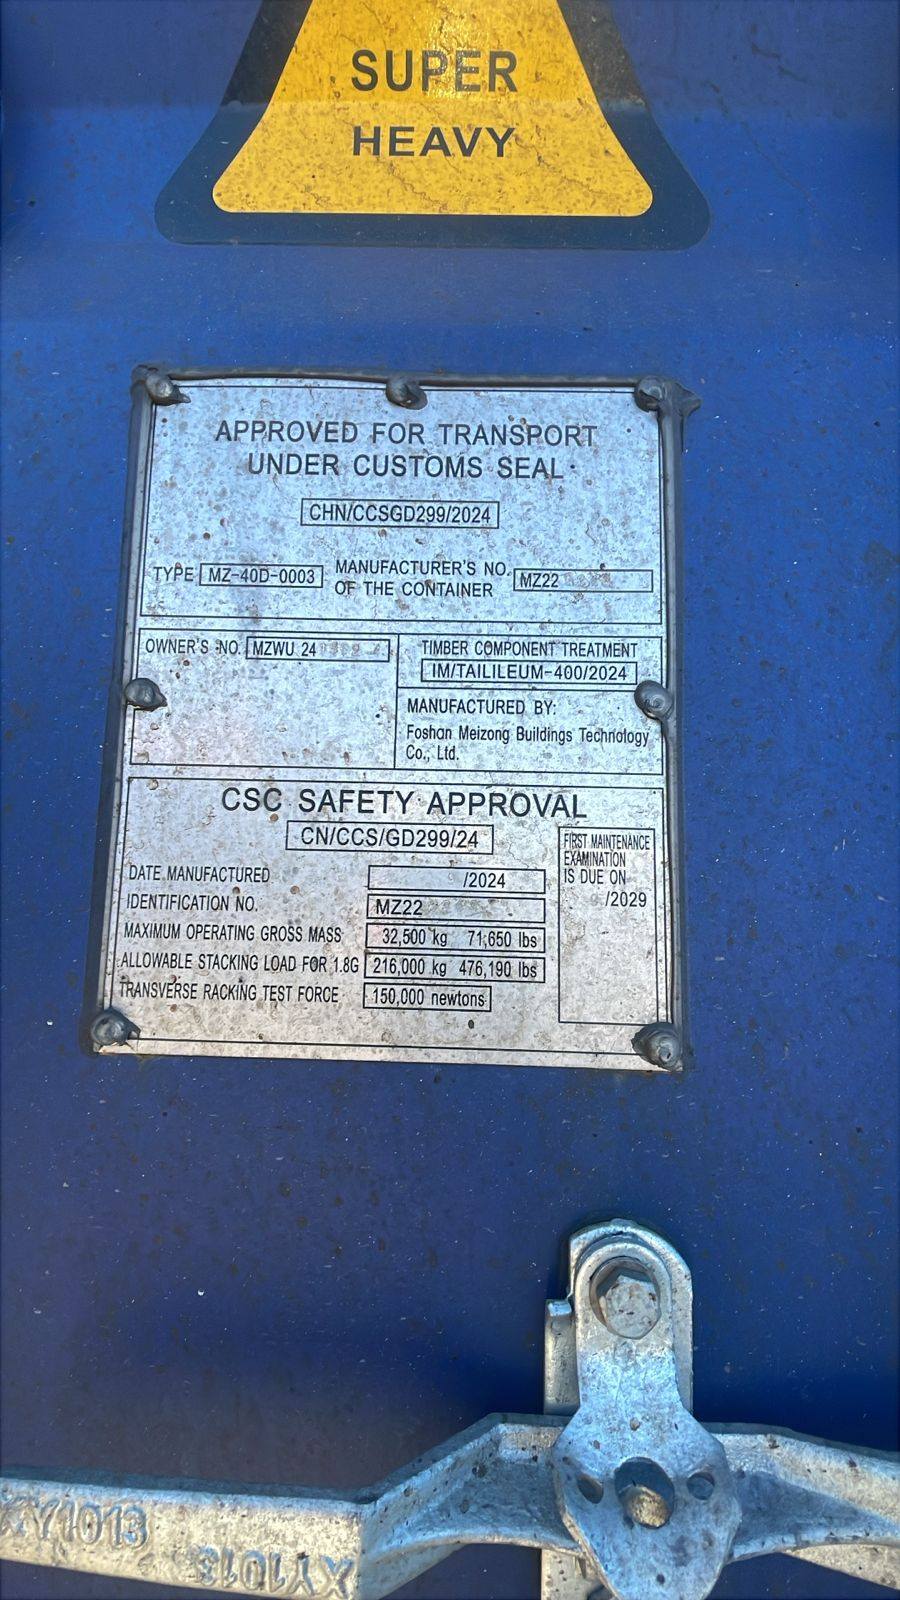 SUPER
HEAVY
APPROVED FOR TRANSPORT
UNDER CUSTOMS SEAL
CHN/CCSGD299/2024
TYPE MZ-40D-0003 MANUFACTURER'S NO. OF THE CONTAINER MZ22
OWNER'S NO. MZWU 24
TIMBER COMPONENT TREATMENT
IM/TAILILEUM-400/2024
MANUFACTURED BY:
Foshan Meizong Buildings Technology
Co., Ltd.
CSC SAFETY APPROVAL
CN/CCS/GD299/24
DATE MANUFACTURED /2024
IDENTIFICATION NO. MZ22
MAXIMUM OPERATING GROSS MASS 32,500 kg 71,650 lbs
ALLOWABLE STACKING LOAD FOR 1.8G 216,000 kg 476,190 lbs
TRANSVERSE RACKING TEST FORCE 150,000 newtons
FIRST MAINTENANCE
EXAMINATION
IS DUE ON
/2029
XY1013
XY1013